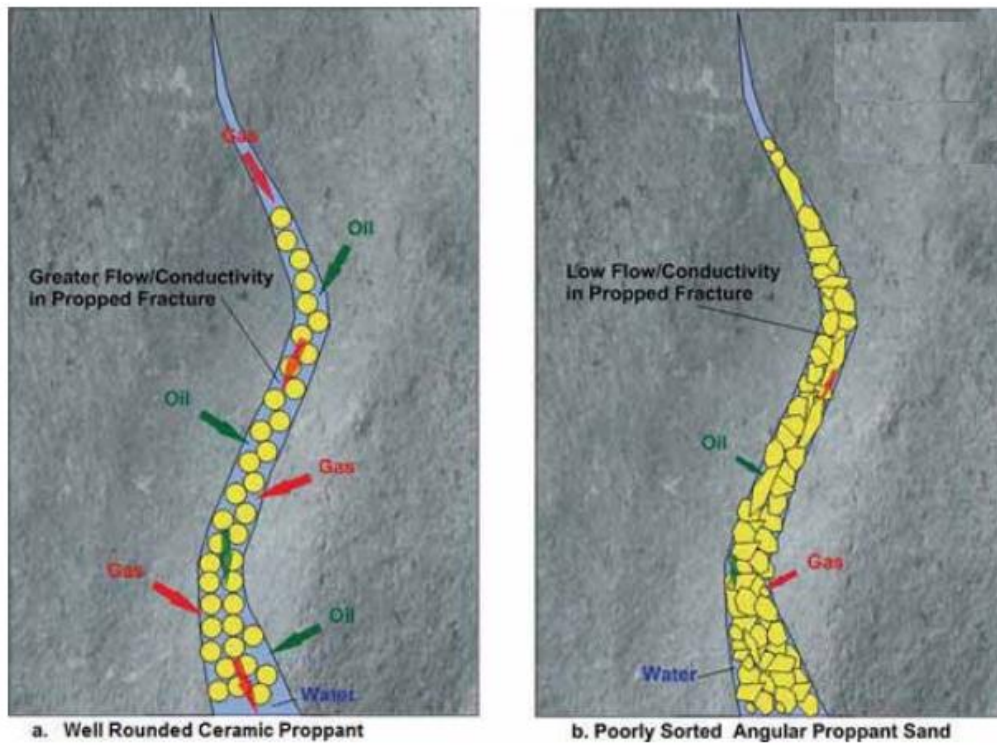 Gas
Oil
Greater Flow/Conductivity
in Propped Fracture
Oil
Gas
Gas
Oil
Water
a. Well Rounded Ceramic Proppant
Low Flow/Conductivity
in Propped Fracture
Oil
Gas
Water
b. Poorly Sorted Angular Proppant Sand